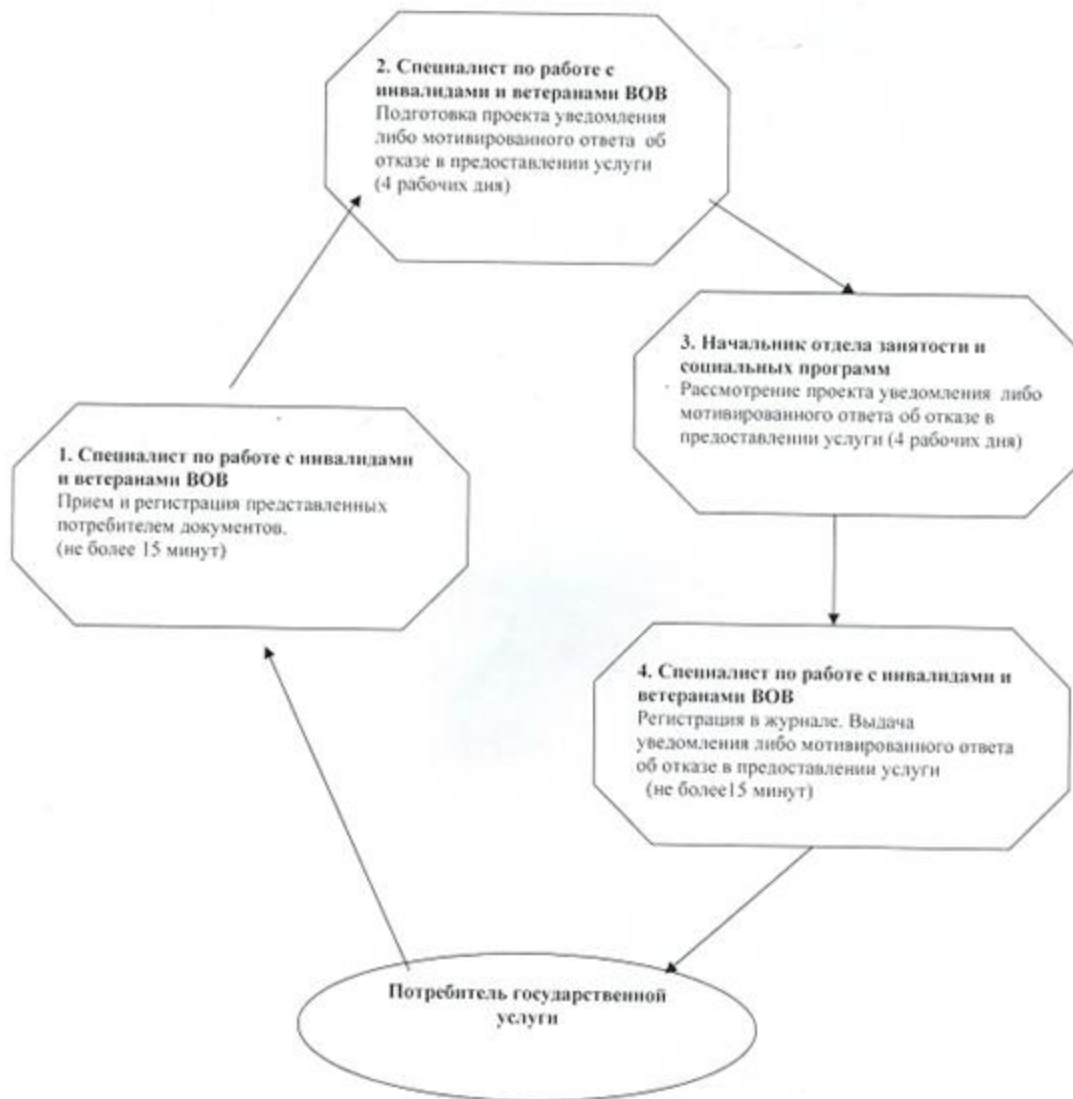 2. Специалист по работе с
инвалидами и ветеранами ВОВ
Подготовка проекта уведомления
либо мотивированного ответа об
отказе в предоставлении услуги
(4 рабочих дня)
3. Начальник отдела занятости и
социальных программ
Рассмотрение проекта уведомления либо
мотивированного ответа об отказе в
предоставлении услуги (4 рабочих дня)
1. Специалист по работе с инвалидами
и ветеранами ВОВ
Прием и регистрация представленных
потребителем документов.
(не более 15 минут)
4. Специалист по работе с инвалидами и
ветеранами ВОВ
Регистрация в журнале. Выдача
уведомления либо мотивированного ответа
об отказе в предоставлении услуги
(не более15 минут)
Потребитель государственной
услуги